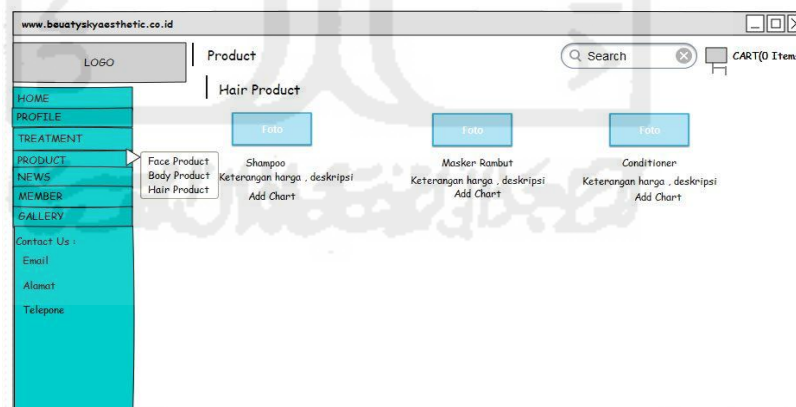 www.beuatyskyaesthetic.co.id
LOGO
Product
Search
CART(0 Item
Hair Product
HOME
PROFILE
TREATMENT
PRODUCT
NEWS
MEMBER
GALLERY
Contact Us :
Email
Alamat
Telepone
Face Product
Body Product
Hair Product
Foto
Shampoo
Keterangan harga , deskripsi
Add Chart
Foto
Masker Rambut
Keterangan harga , deskripsi
Add Chart
Foto
Conditioner
Keterangan harga , deskripsi
Add Chart